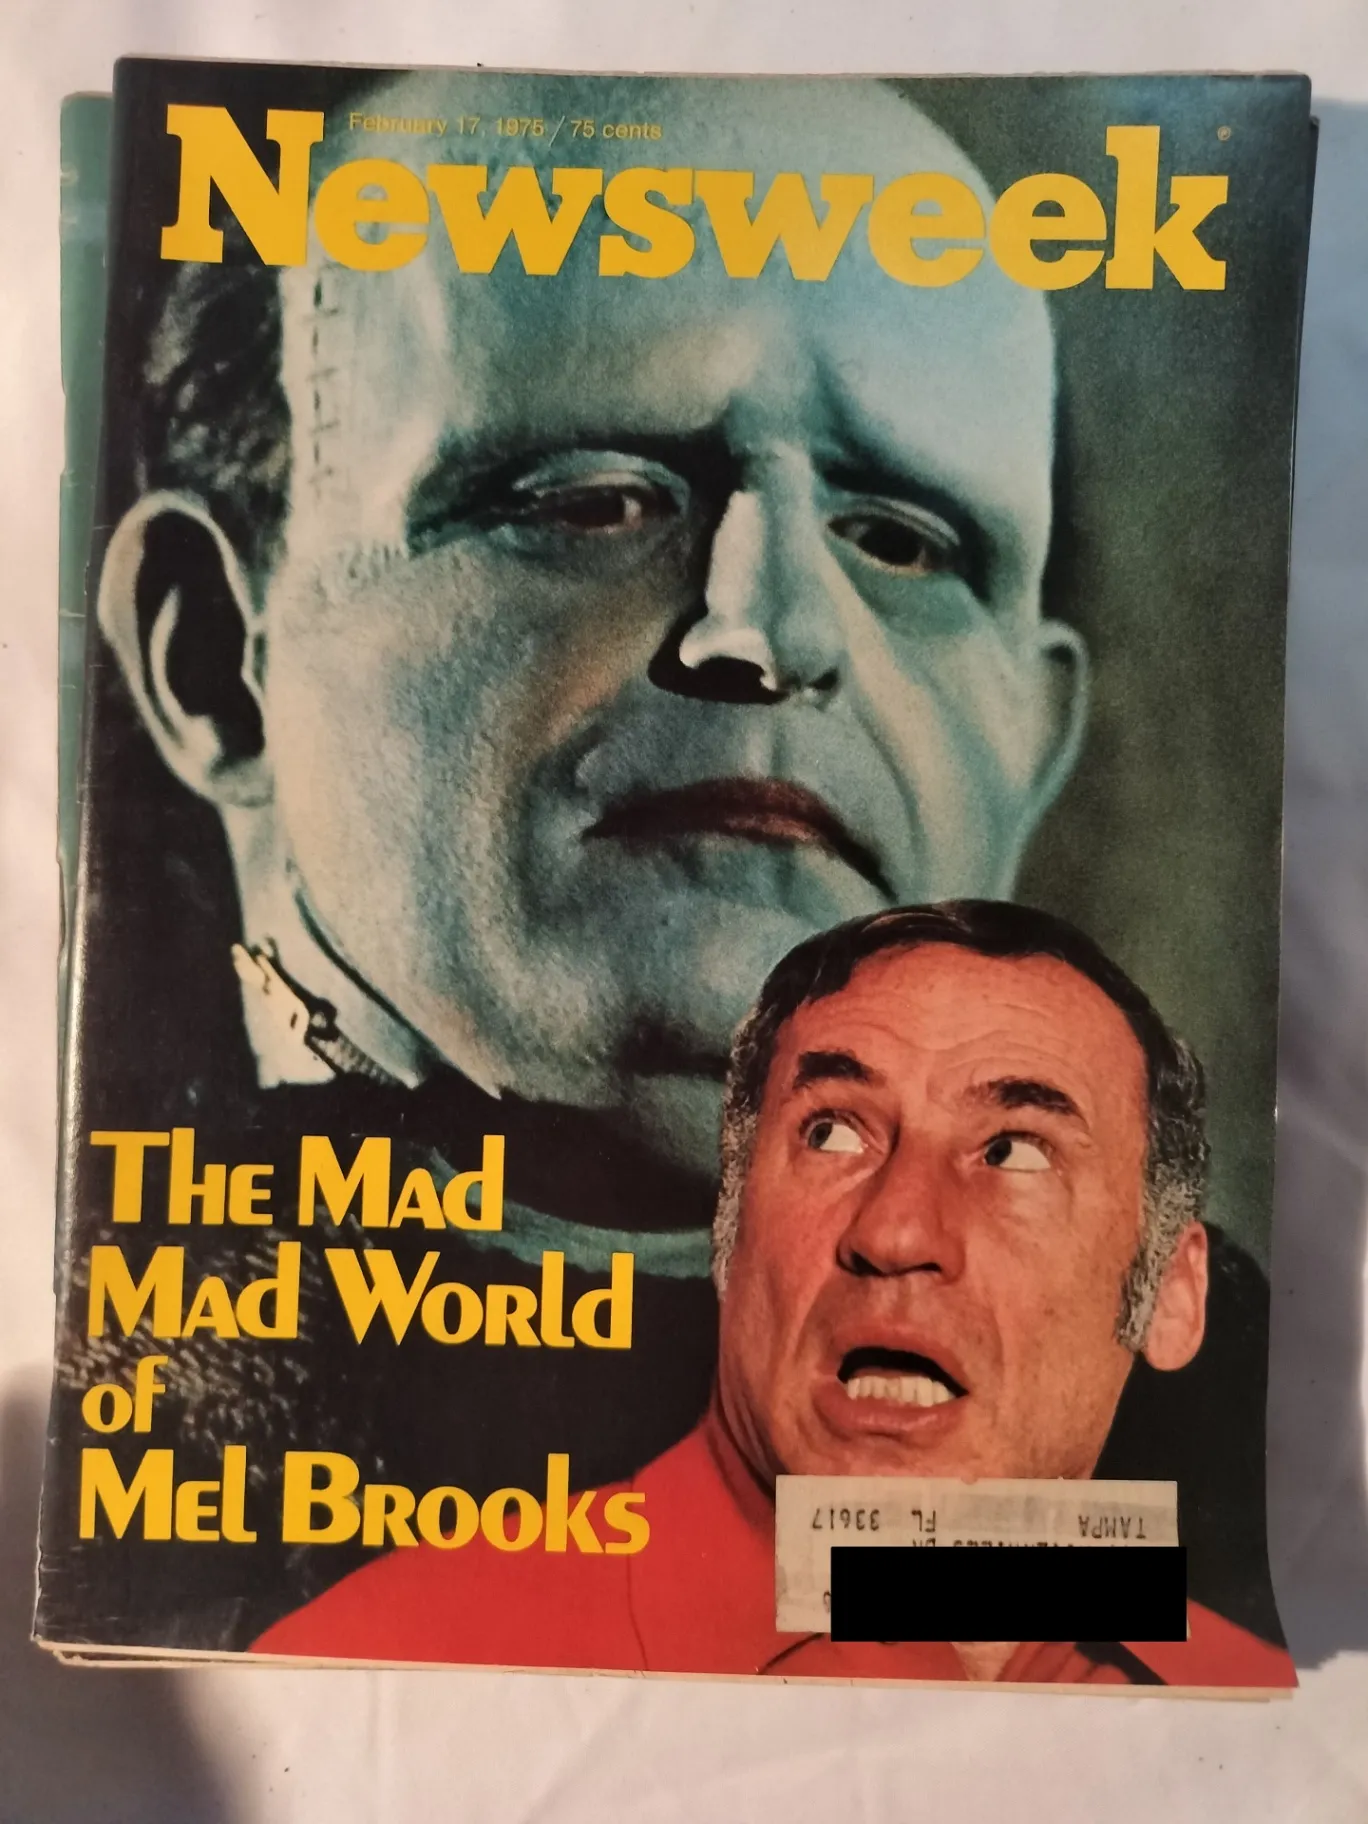 February 17, 1975 / 75 cents
Newsweek
®
The Mad
Mad World
of
Mel Brooks
TAMPA FL 33617